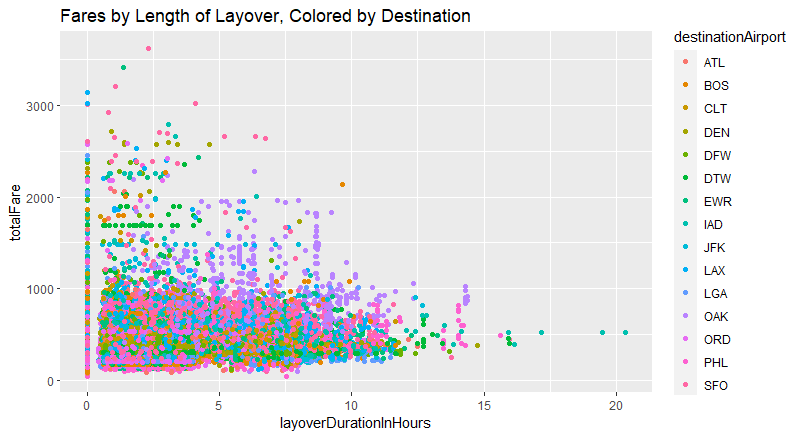 Fares by Length of Layover, Colored by Destination
totalFare
3000
2000
1000
0
0
5
10
15
20
layoverDurationInHours
destinationAirport
ATL
BOS
CLT
DEN
DFW
DTW
EWR
IAD
JFK
LAX
LGA
OAK
ORD
PHL
SFO